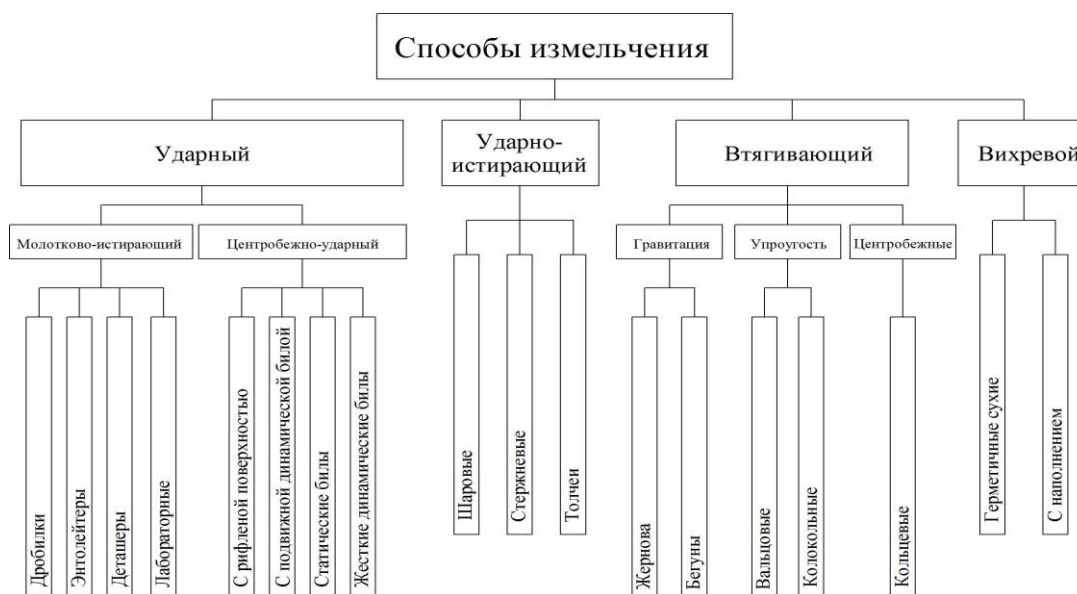 Способы измельчения
Ударный
Ударно-
истирающий
Втягивающий
Вихревой
Молотково-истирающий
Центробежно-ударный
Гравитация
Упроугость
Центробежные
Дробилки
Энтолейтеры
Деташеры
Лабораторные
С рифленой поверхностью
С подвижной динамической билой
Статические билы
Жесткие динамические билы
Шаровые
Стержневые
Толчеи
Жернова
Бегуны
Вальцовые
Колокольные
Кольцевые
Герметичные сухие
С наполнением